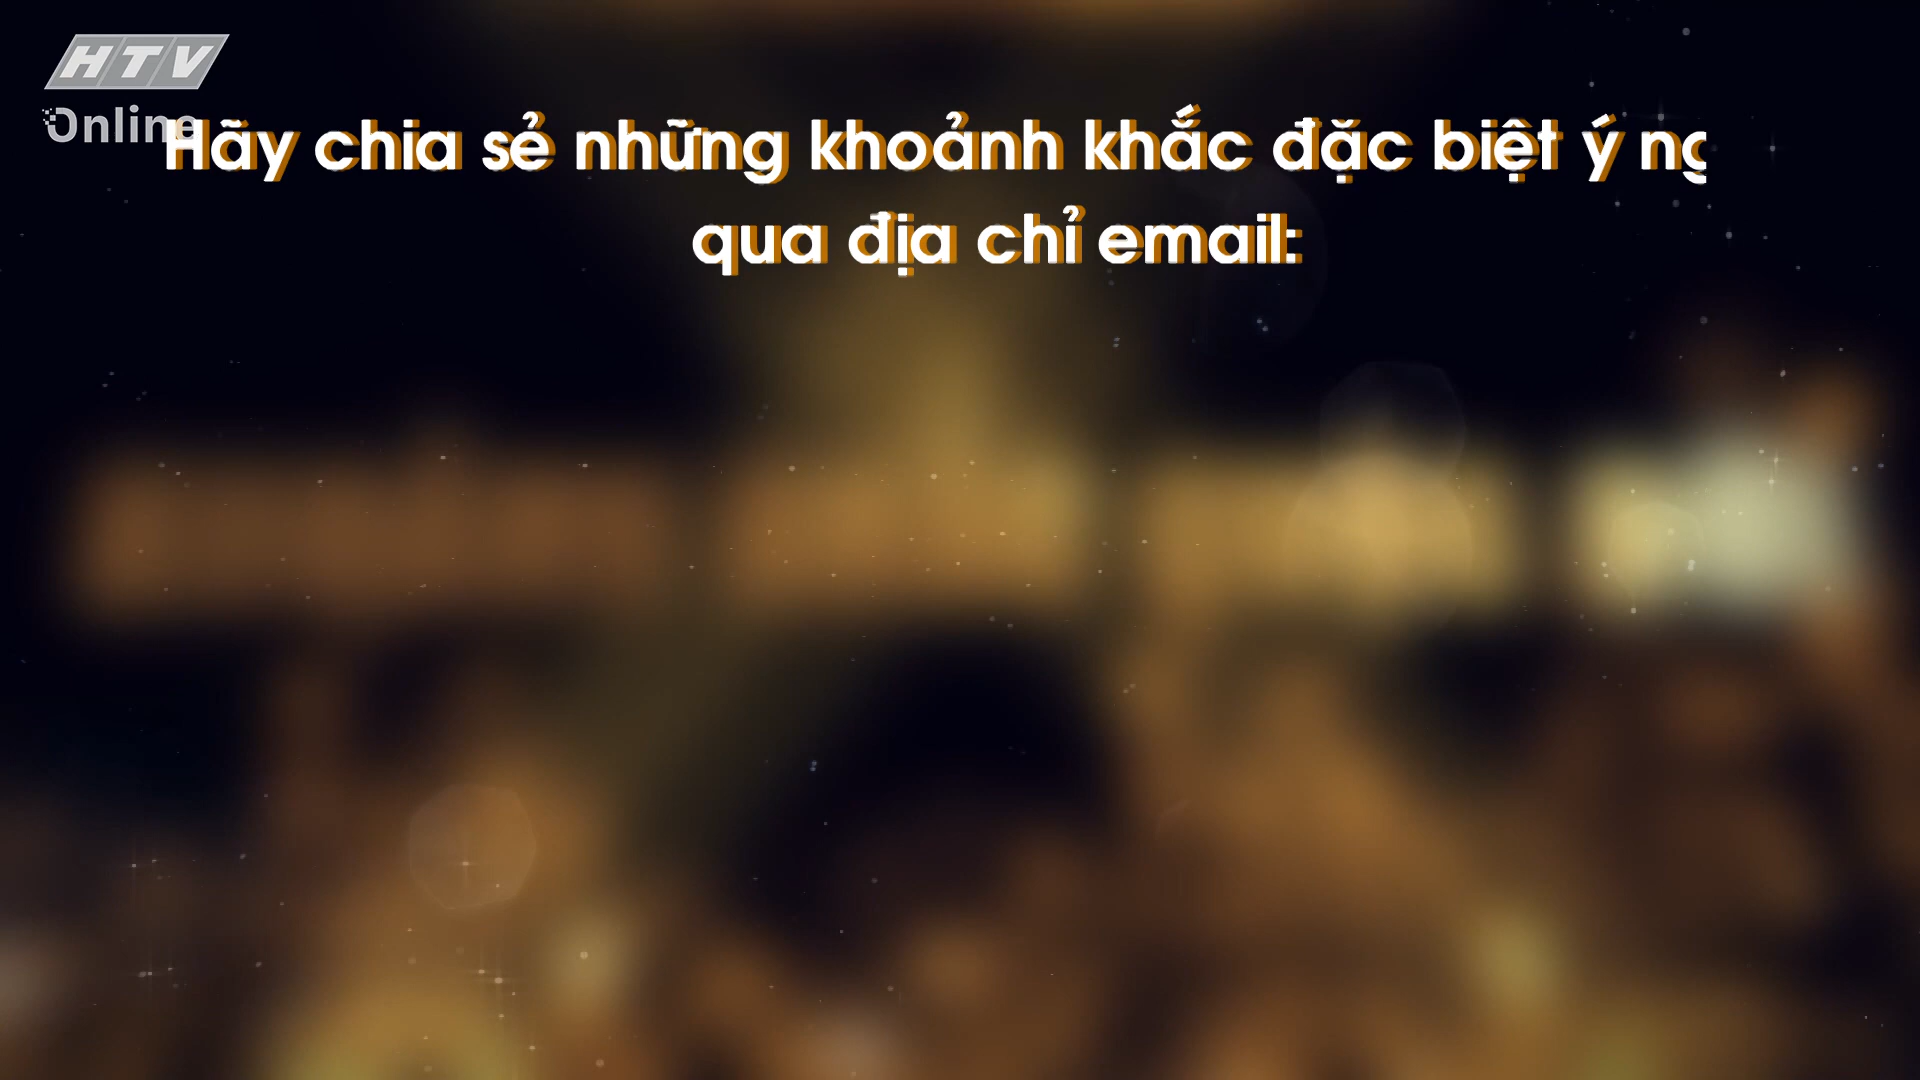 HTV
Online
Hãy chia sẻ những khoảnh khắc đặc biệt ý
qua địa chỉ email: